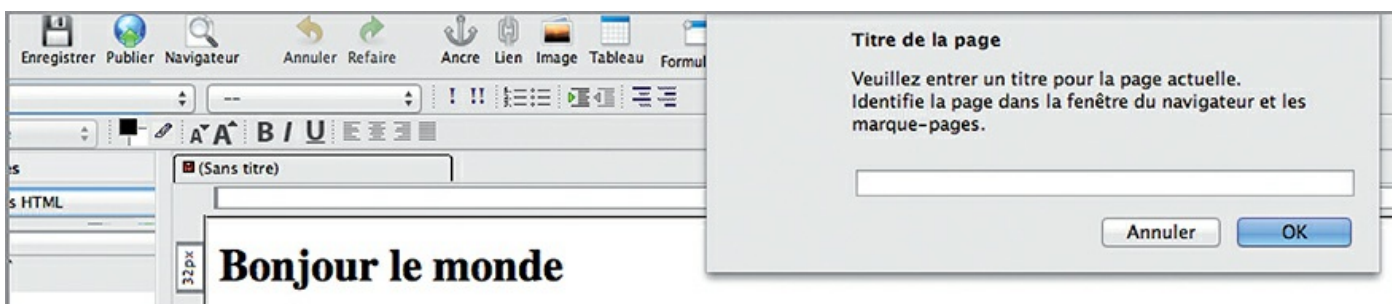 Enregistrer Publier Navigateur Annuler Refaire Ancre Lien Image Tableau Formul
--
! !!
A A B I U
es
(Sans titre)
s HTML
32px
Bonjour le monde
Titre de la page
Veuillez entrer un titre pour la page actuelle.
Identifie la page dans la fenêtre du navigateur et les
marque-pages.
Annuler OK